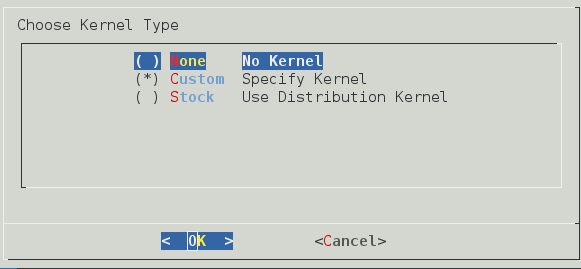 Choose Kernel Type
( ) None No Kernel
(*) Custom Specify Kernel
( ) Stock Use Distribution Kernel
< OK > <Cancel>